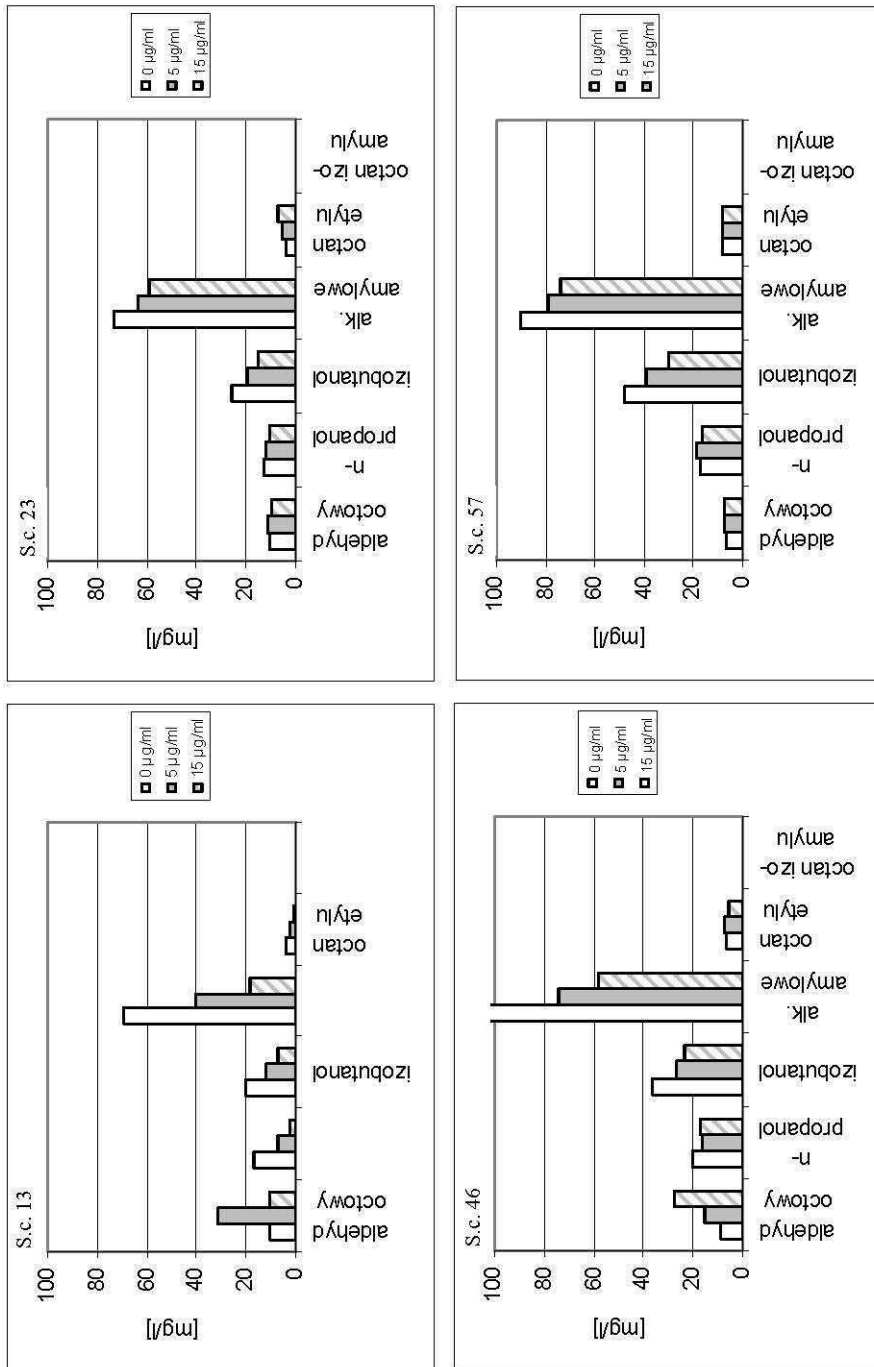 S.c. 13
[mg/l]
100
80
60
40
20
0
aldehyd
octowy
izobutanol
octan
etylu
0 µg/ml
5 µg/ml
15 µg/ml
S.c. 23
[mg/l]
100
80
60
40
20
0
aldehyd
octowy
n-
propanol
izobutanol
alk.
amylowe
octan
etylu
octan izo-
amylu
0 µg/ml
5 µg/ml
15 µg/ml
S.c. 46
[mg/l]
100
80
60
40
20
0
aldehyd
octowy
n-
propanol
izobutanol
alk.
amylowe
octan
etylu
octan izo-
amylu
0 µg/ml
5 µg/ml
15 µg/ml
S.c. 57
[mg/l]
100
80
60
40
20
0
aldehyd
octowy
n-
propanol
izobutanol
alk.
amylowe
octan
etylu
octan izo-
amylu
0 µg/ml
5 µg/ml
15 µg/ml